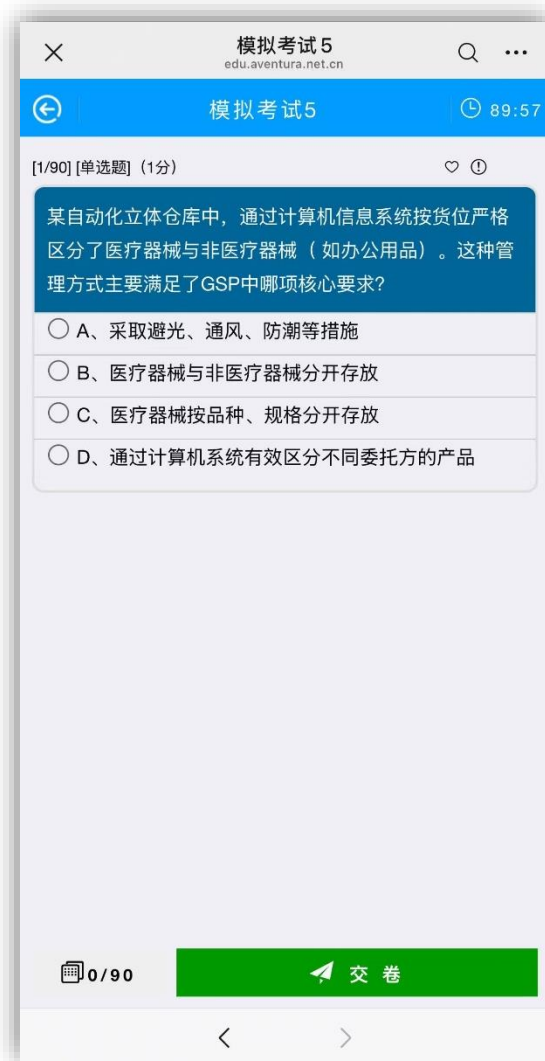 模拟考试5
edu.aventura.net.cn
模拟考试5
89:57
[1/90] [单选题]（1分）
某自动化立体仓库中，通过计算机信息系统按货位严格
区分了医疗器械与非医疗器械（ 如办公用品）。这种管
理方式主要满足了GSP中哪项核心要求?
A、采取避光、通风、防潮等措施
B、医疗器械与非医疗器械分开存放
C、医疗器械按品种、规格分开存放
D、通过计算机系统有效区分不同委托方的产品
0/90
交 卷